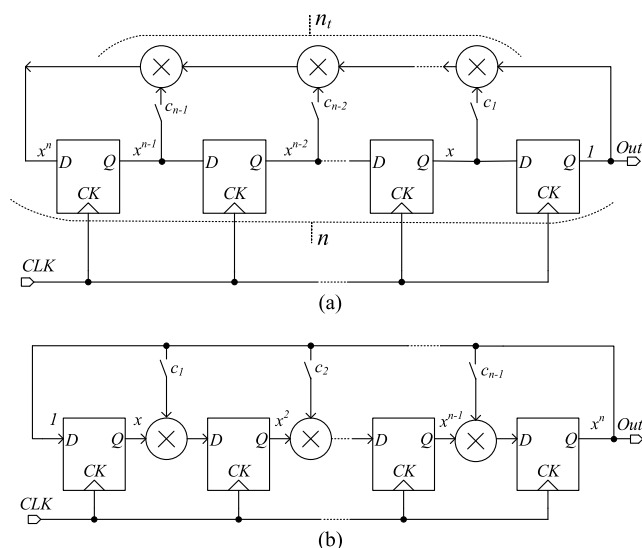 n_t
c_{n-1} c_{n-2} c_1
x^n D Q x^{n-1} D Q x^{n-2} D Q x D Q 1 Out
CK CK CK CK
n
CLK
(a)
c_1 c_2 c_{n-1}
1 D Q x D Q x^2 D Q x^{n-1} D Q x^n Out
CK CK CK CK
CLK
(b)